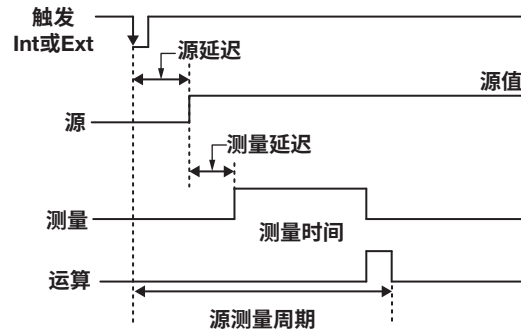 触发
Int或Ext
源延迟
源值
源
测量延迟
测量
测量时间
运算
源测量周期